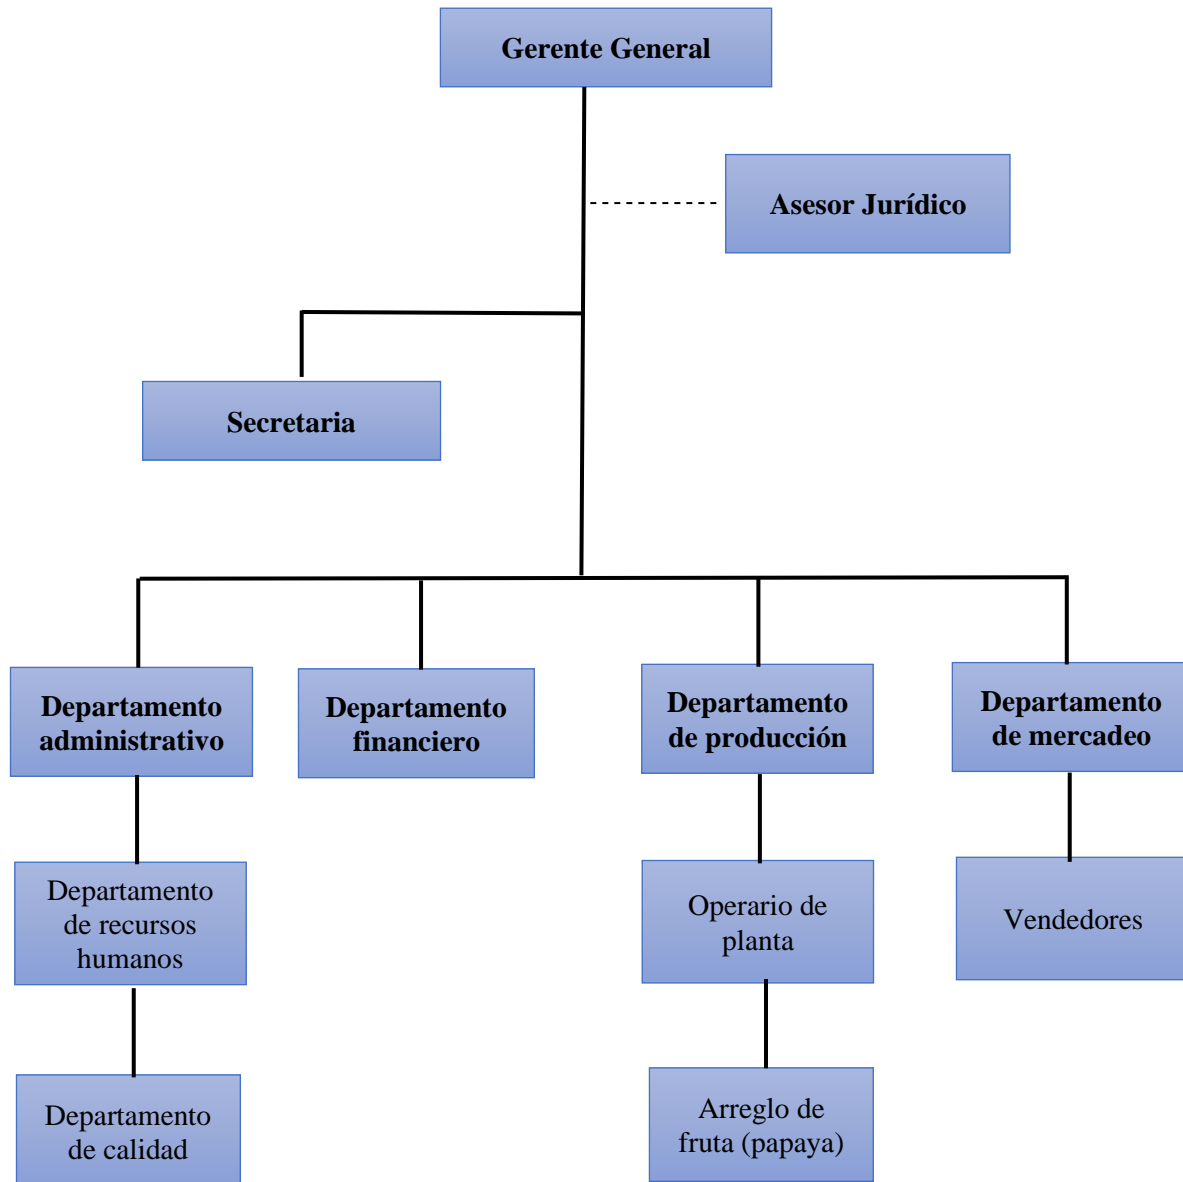 Gerente General
Asesor Jurídico
Secretaria
Departamento
administrativo
Departamento
financiero
Departamento
de producción
Departamento
de mercadeo
Departamento
de recursos
humanos
Operario de
planta
Vendedores
Departamento
de calidad
Arreglo de
fruta (papaya)